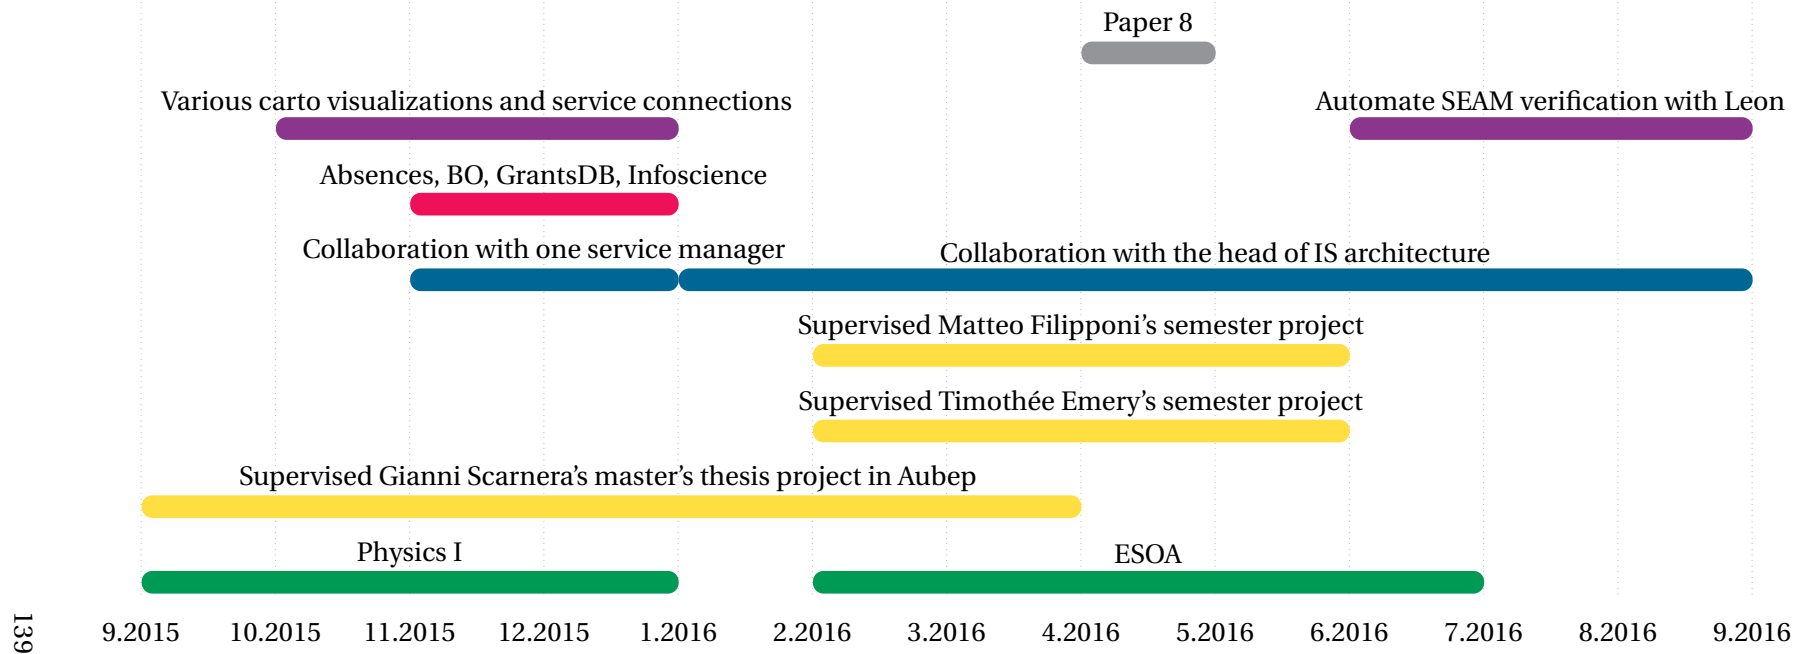 Paper 8
Various carto visualizations and service connections
Automate SEAM verification with Leon
Absences, BO, GrantsDB, Infoscience
Collaboration with one service manager
Collaboration with the head of IS architecture
Supervised Matteo Filipponi's semester project
Supervised Timothée Emery's semester project
Supervised Gianni Scarnera's master's thesis project in Aubep
Physics I
ESOA
9.2015 10.2015 11.2015 12.2015 1.2016 2.2016 3.2016 4.2016 5.2016 6.2016 7.2016 8.2016 9.2016
139